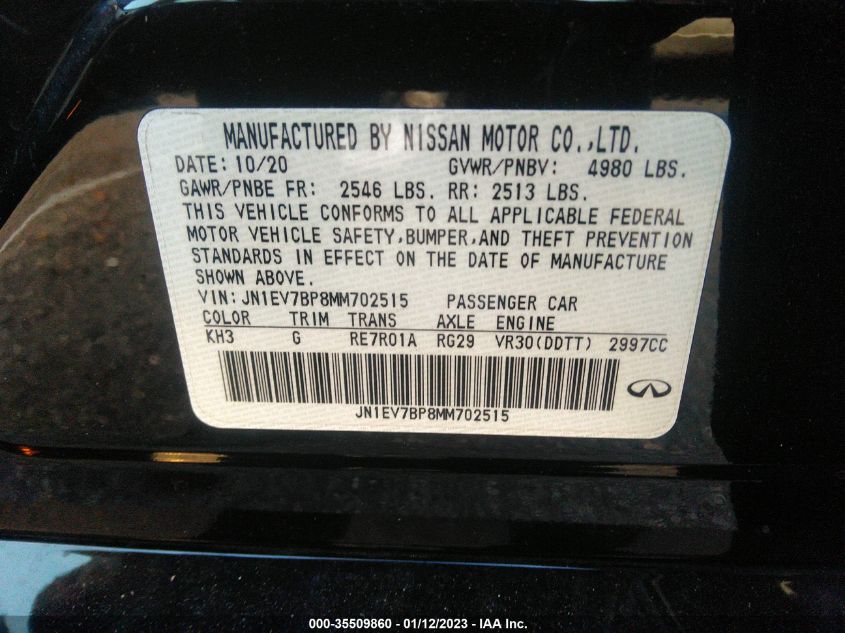 MANUFACTURED BY NISSAN MOTOR CO.,LTD.
DATE: 10/20 GVWR/PNBV: 4980 LBS.
GAWR/PNBE FR: 2546 LBS. RR: 2513 LBS.
THIS VEHICLE CONFORMS TO ALL APPLICABLE FEDERAL
MOTOR VEHICLE SAFETY,BUMPER,AND THEFT PREVENTION
STANDARDS IN EFFECT ON THE DATE OF MANUFACTURE
SHOWN ABOVE.
VIN: JN1EV7BP8MM702515 PASSENGER CAR
COLOR TRIM TRANS AXLE ENGINE
KH3 G RE7R01A RG29 VR30(DDTT) 2997CC
JN1EV7BP8MM702515
000-35509860 - 01/12/2023 - IAA Inc.